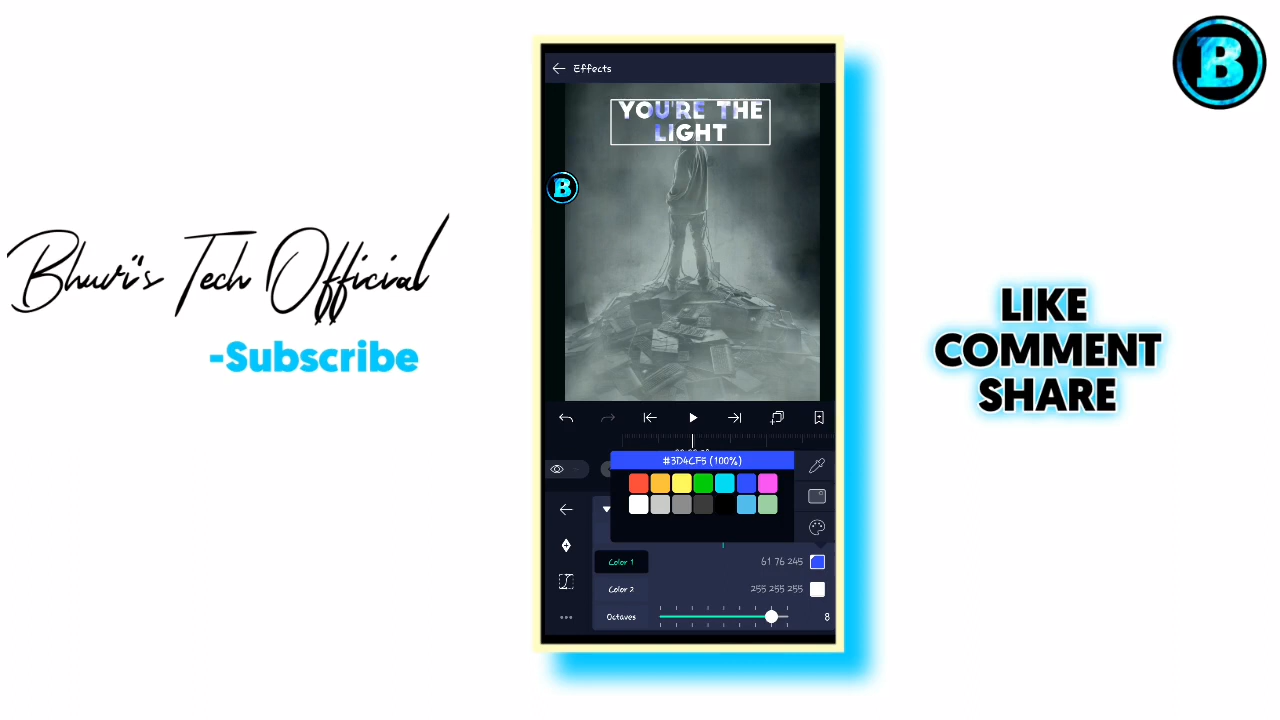 Effects
YOU'RE THE
LIGHT
B
B
Bhuri's Tech Official
-Subscribe
LIKE
COMMENT
SHARE
#3D4CF5 (100%)
Color 1
61 76 245
Color 2
255 255 255
Octaves
8